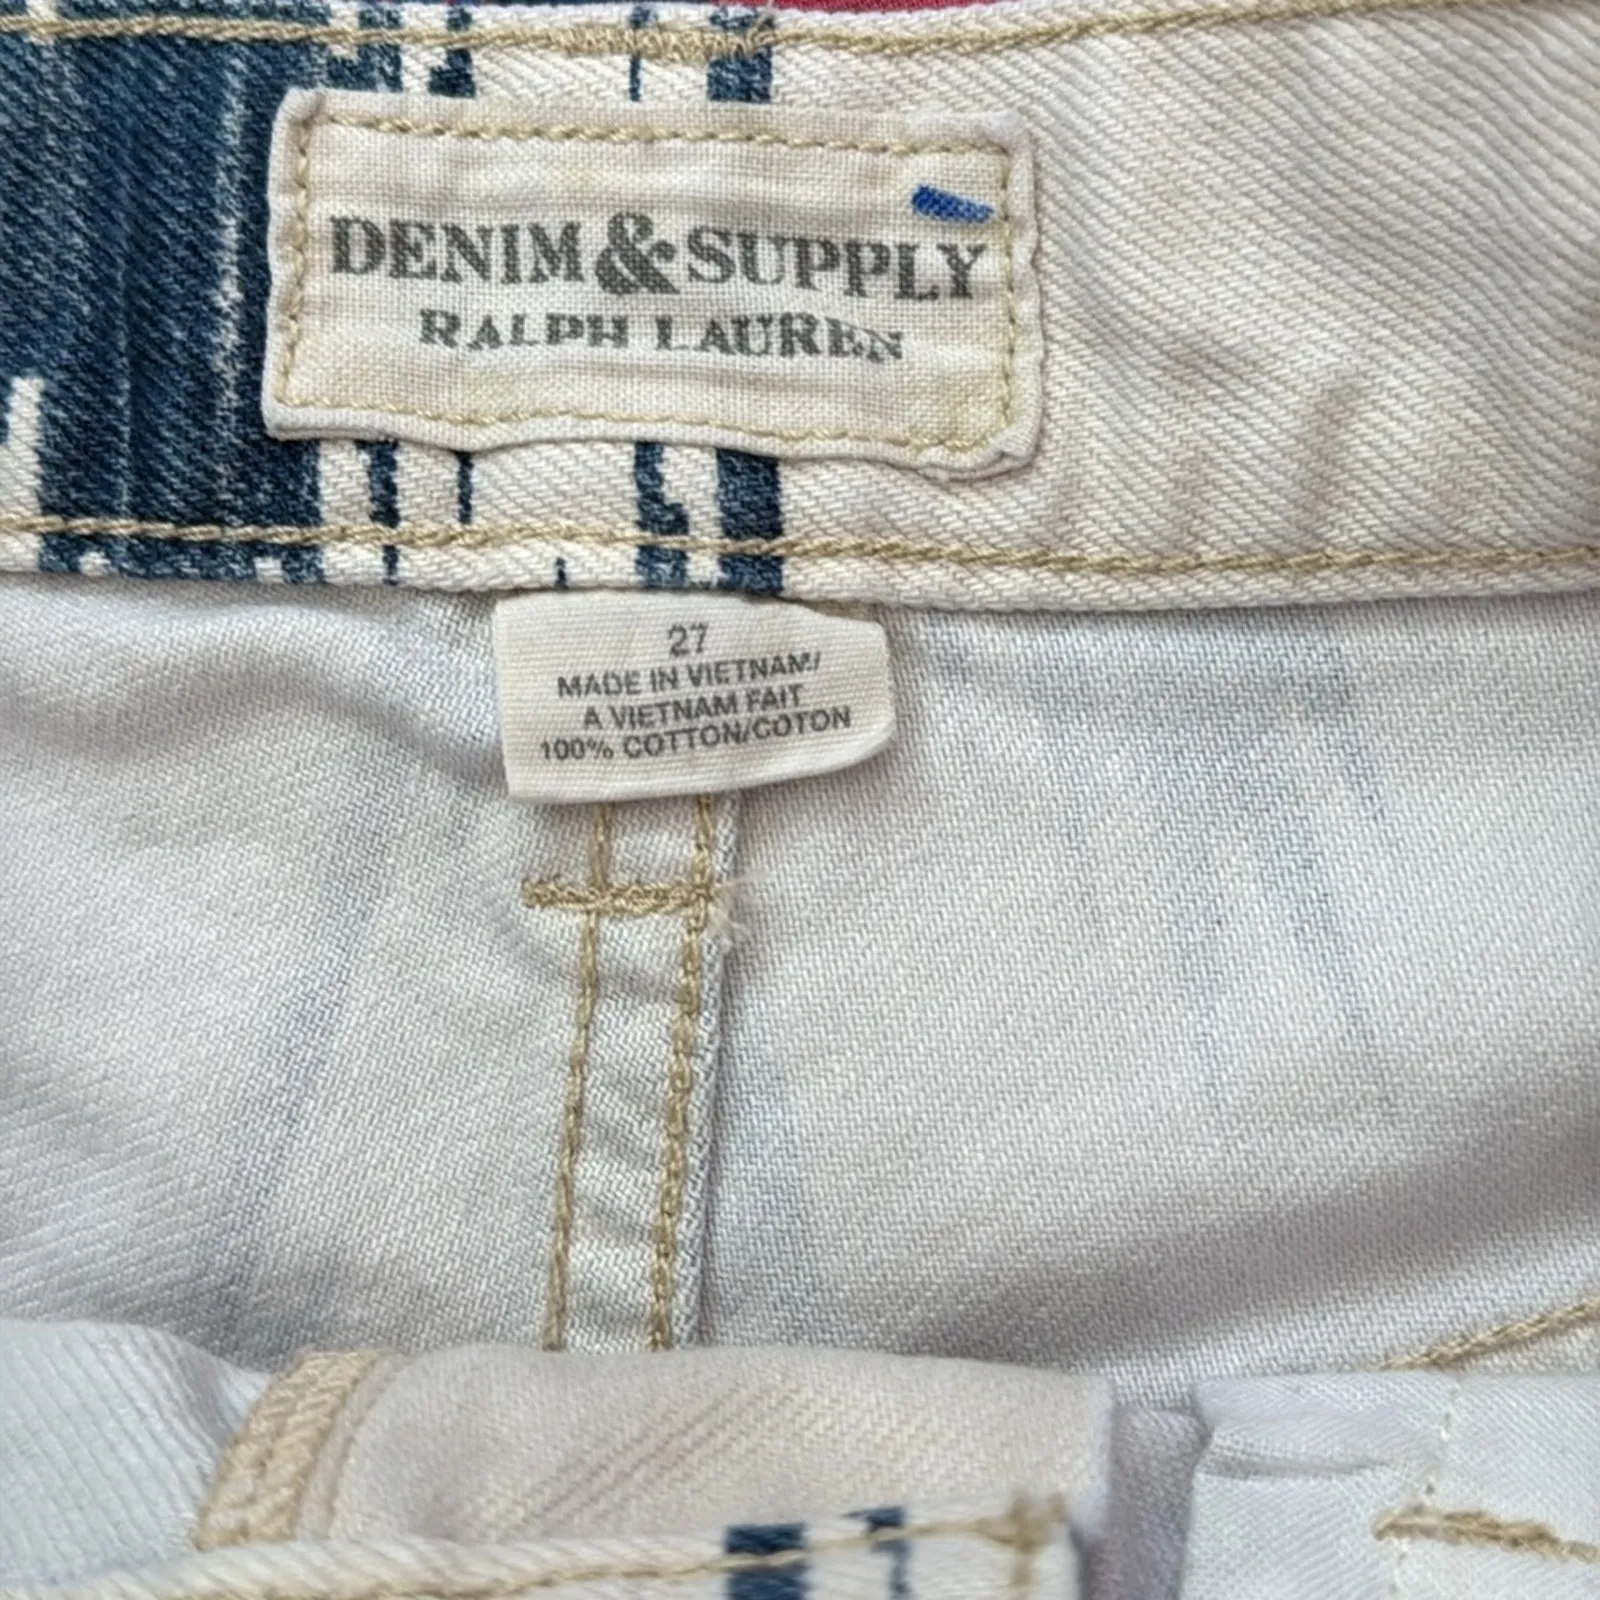 DENIM & SUPPLY
RALPH LAUREN
27
MADE IN VIETNAM/
A VIETNAM FAIT
100% COTTON/COTON